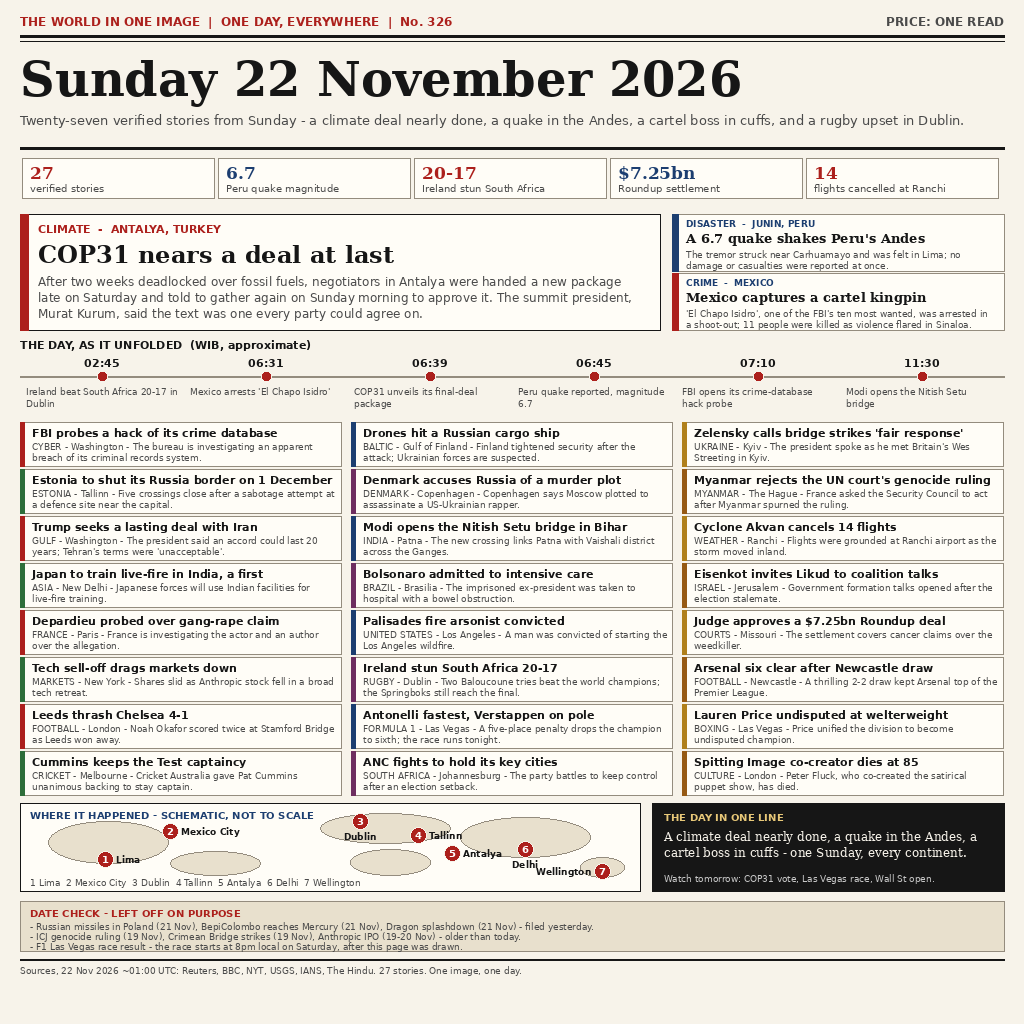 THE WORLD IN ONE IMAGE | ONE DAY, EVERYWHERE | No. 326
PRICE: ONE READ
Sunday 22 November 2026
Twenty-seven verified stories from Sunday - a climate deal nearly done, a quake in the Andes, a cartel boss in cuffs, and a rugby upset in Dublin.
27
verified stories
6.7
Peru quake magnitude
20-17
Ireland stun South Africa
$7.25bn
Roundup settlement
14
flights cancelled at Ranchi
CLIMATE - ANTALYA, TURKEY
COP31 nears a deal at last
After two weeks deadlocked over fossil fuels, negotiators in Antalya were handed a new package
late on Saturday and told to gather again on Sunday morning to approve it. The summit president,
Murat Kurum, said the text was one every party could agree on.
DISASTER - JUNIN, PERU
A 6.7 quake shakes Peru's Andes
The tremor struck near Carhuamayo and was felt in Lima; no
damage or casualties were reported at once.
CRIME - MEXICO
Mexico captures a cartel kingpin
'El Chapo Isidro', one of the FBI's ten most wanted, was arrested in
a shoot-out; 11 people were killed as violence flared in Sinaloa.
THE DAY, AS IT UNFOLDED (WIB, approximate)
02:45
Ireland beat South Africa 20-17 in
Dublin
06:31
Mexico arrests 'El Chapo Isidro'
06:39
COP31 unveils its final-deal
package
06:45
Peru quake reported, magnitude
6.7
07:10
FBI opens its crime-database
hack probe
11:30
Modi opens the Nitish Setu
bridge
FBI probes a hack of its crime database
CYBER - Washington - The bureau is investigating an apparent
breach of its criminal records system.
Drones hit a Russian cargo ship
BALTIC - Gulf of Finland - Finland tightened security after the
attack; Ukrainian forces are suspected.
Zelensky calls bridge strikes 'fair response'
UKRAINE - Kyiv - The president spoke as he met Britain's Wes
Streeting in Kyiv.
Estonia to shut its Russia border on 1 December
ESTONIA - Tallinn - Five crossings close after a sabotage attempt at
a defence site near the capital.
Denmark accuses Russia of a murder plot
DENMARK - Copenhagen - Copenhagen says Moscow plotted to
assassinate a US-Ukrainian rapper.
Myanmar rejects the UN court's genocide ruling
MYANMAR - The Hague - France asked the Security Council to act
after Myanmar spurned the ruling.
Trump seeks a lasting deal with Iran
GULF - Washington - The president said an accord could last 20
years; Tehran's terms were 'unacceptable'.
Modi opens the Nitish Setu bridge in Bihar
INDIA - Patna - The new crossing links Patna with Vaishali district
across the Ganges.
Cyclone Akvan cancels 14 flights
WEATHER - Ranchi - Flights were grounded at Ranchi airport as the
storm moved inland.
Japan to train live-fire in India, a first
ASIA - New Delhi - Japanese forces will use Indian facilities for
live-fire training.
Bolsonaro admitted to intensive care
BRAZIL - Brasilia - The imprisoned ex-president was taken to
hospital with a bowel obstruction.
Eisenkot invites Likud to coalition talks
ISRAEL - Jerusalem - Government formation talks opened after the
election stalemate.
Depardieu probed over gang-rape claim
FRANCE - Paris - France is investigating the actor and an author
over the allegation.
Palisades fire arsonist convicted
UNITED STATES - Los Angeles - A man was convicted of starting the
Los Angeles wildfire.
Judge approves a $7.25bn Roundup deal
COURTS - Missouri - The settlement covers cancer claims over the
weedkiller.
Tech sell-off drags markets down
MARKETS - New York - Shares slid as Anthropic stock fell in a broad
tech retreat.
Ireland stun South Africa 20-17
RUGBY - Dublin - Two Baloucoune tries beat the world champions;
the Springboks still reach the final.
Arsenal six clear after Newcastle draw
FOOTBALL - Newcastle - A thrilling 2-2 draw kept Arsenal top of the
Premier League.
Leeds thrash Chelsea 4-1
FOOTBALL - London - Noah Okafor scored twice at Stamford Bridge
as Leeds won away.
Antonelli fastest, Verstappen on pole
FORMULA 1 - Las Vegas - A five-place penalty drops the champion
to sixth; the race runs tonight.
Lauren Price undisputed at welterweight
BOXING - Las Vegas - Price unified the division to become
undisputed champion.
Cummins keeps the Test captaincy
CRICKET - Melbourne - Cricket Australia gave Pat Cummins
unanimous backing to stay captain.
ANC fights to hold its key cities
SOUTH AFRICA - Johannesburg - The party battles to keep control
after an election setback.
Spitting Image co-creator dies at 85
CULTURE - London - Peter Fluck, who co-created the satirical
puppet show, has died.
WHERE IT HAPPENED - SCHEMATIC, NOT TO SCALE
1 Lima
2 Mexico City
3 Dublin
4 Tallinn
5 Antalya
6 Delhi
7 Wellington
1 Lima 2 Mexico City 3 Dublin 4 Tallinn 5 Antalya 6 Delhi 7 Wellington
THE DAY IN ONE LINE
A climate deal nearly done, a quake in the Andes, a
cartel boss in cuffs - one Sunday, every continent.
Watch tomorrow: COP31 vote, Las Vegas race, Wall St open.
DATE CHECK - LEFT OFF ON PURPOSE
- Russian missiles in Poland (21 Nov), BepiColombo reaches Mercury (21 Nov), Dragon splashdown (21 Nov) - filed yesterday.
- ICJ genocide ruling (19 Nov), Crimean Bridge strikes (19 Nov), Anthropic IPO (19-20 Nov) - older than today.
- F1 Las Vegas race result - the race starts at 8pm local on Saturday, after this page was drawn.
Sources, 22 Nov 2026 ~01:00 UTC: Reuters, BBC, NYT, USGS, IANS, The Hindu. 27 stories. One image, one day.